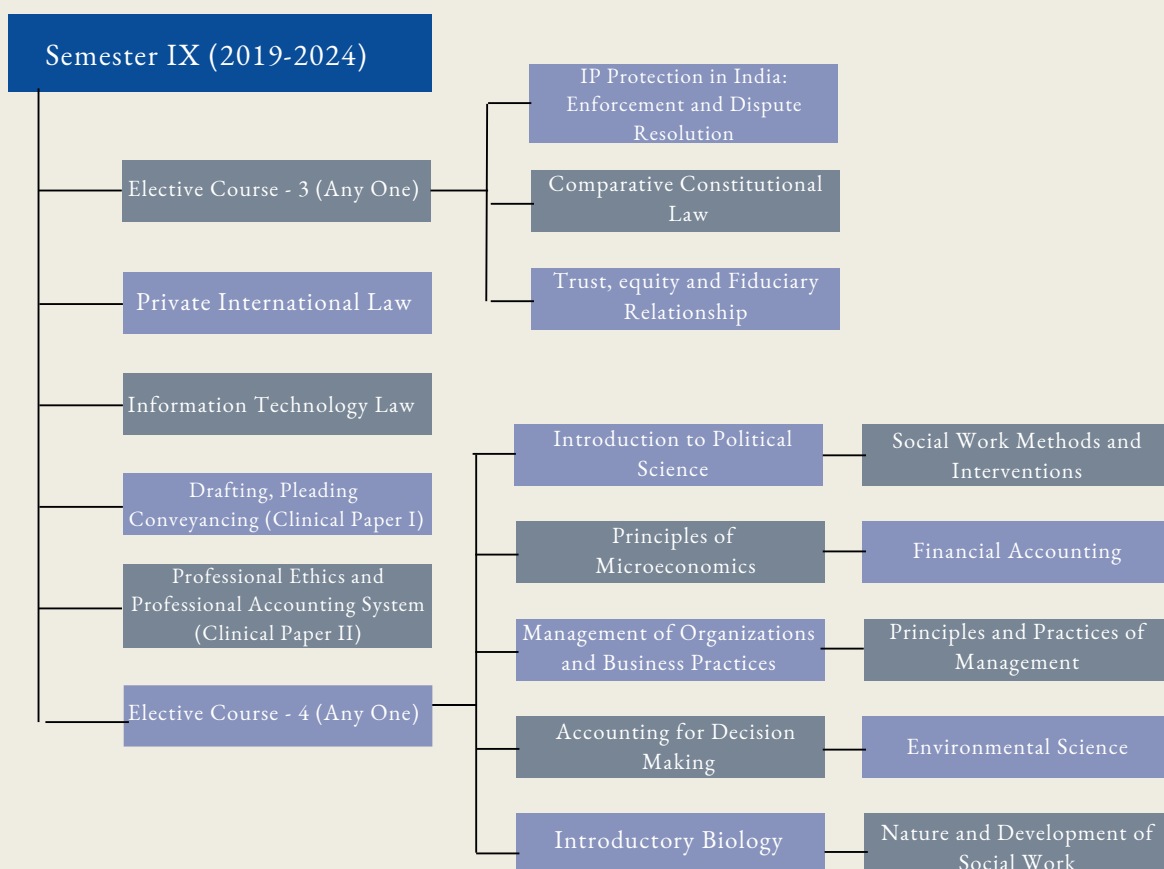 Semester IX (2019-2024)
Elective Course - 3 (Any One)
IP Protection in India:
Enforcement and Dispute
Resolution
Comparative Constitutional
Law
Trust, equity and Fiduciary
Relationship
Private International Law
Information Technology Law
Drafting, Pleading
Conveyancing (Clinical Paper I)
Professional Ethics and
Professional Accounting System
(Clinical Paper II)
Elective Course - 4 (Any One)
Introduction to Political
Science
Social Work Methods and
Interventions
Principles of
Microeconomics
Financial Accounting
Management of Organizations
and Business Practices
Principles and Practices of
Management
Accounting for Decision
Making
Environmental Science
Introductory Biology
Nature and Development of
Social Work